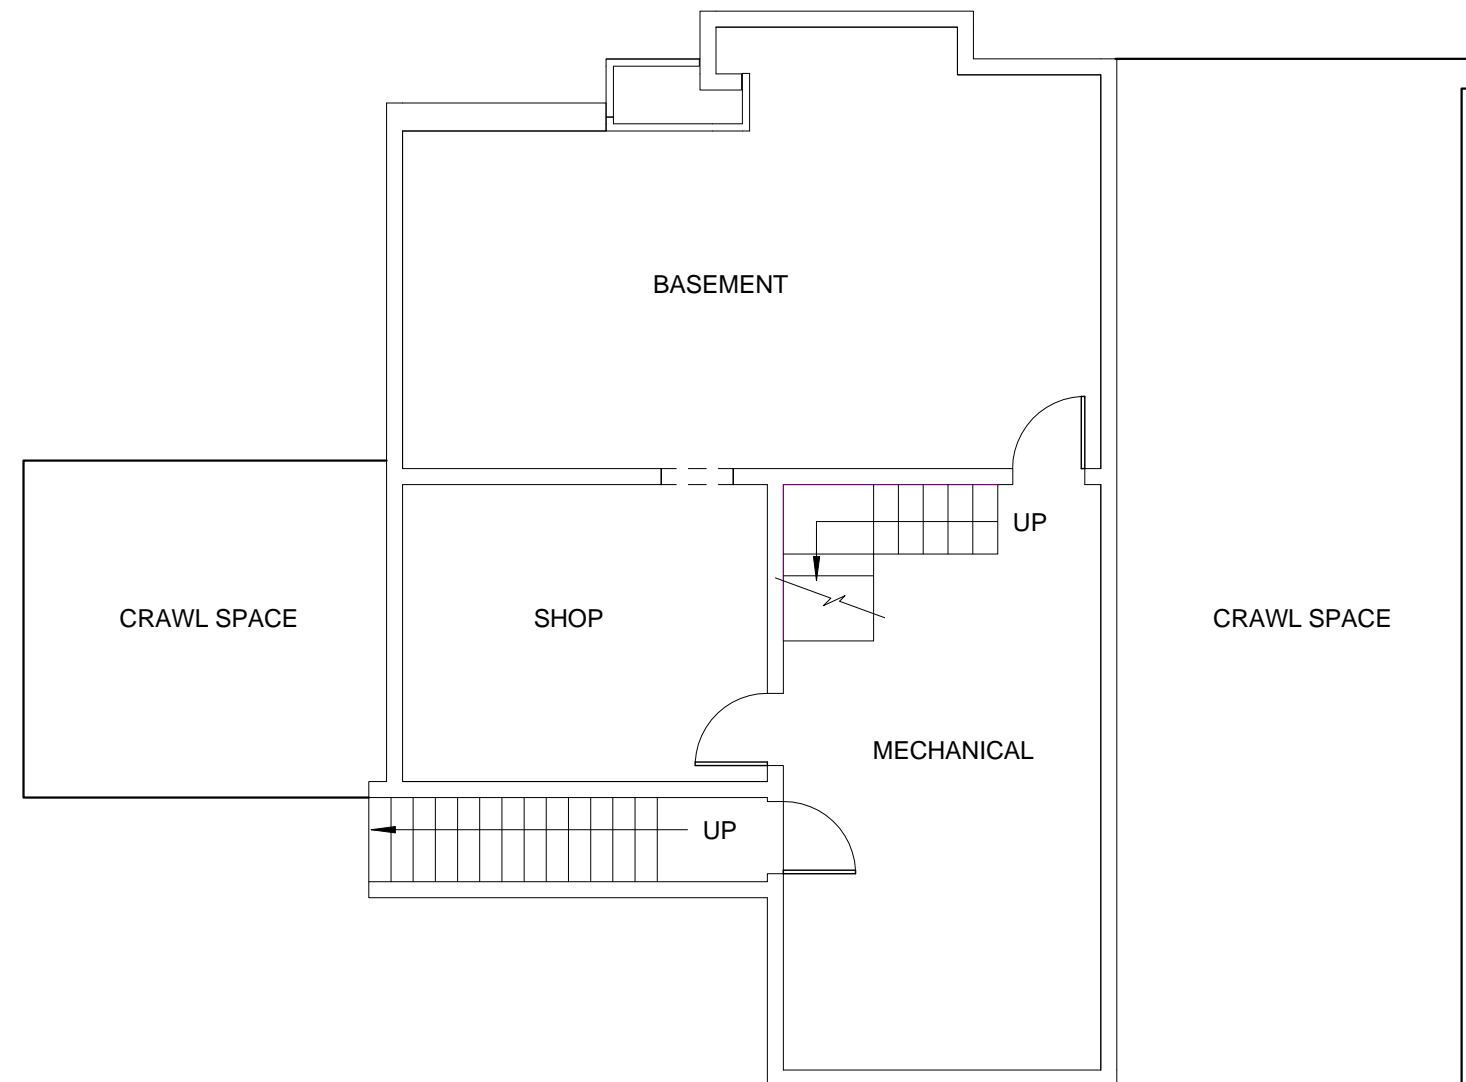 BASEMENT
UP
CRAWL SPACE
SHOP
CRAWL SPACE
MECHANICAL
UP